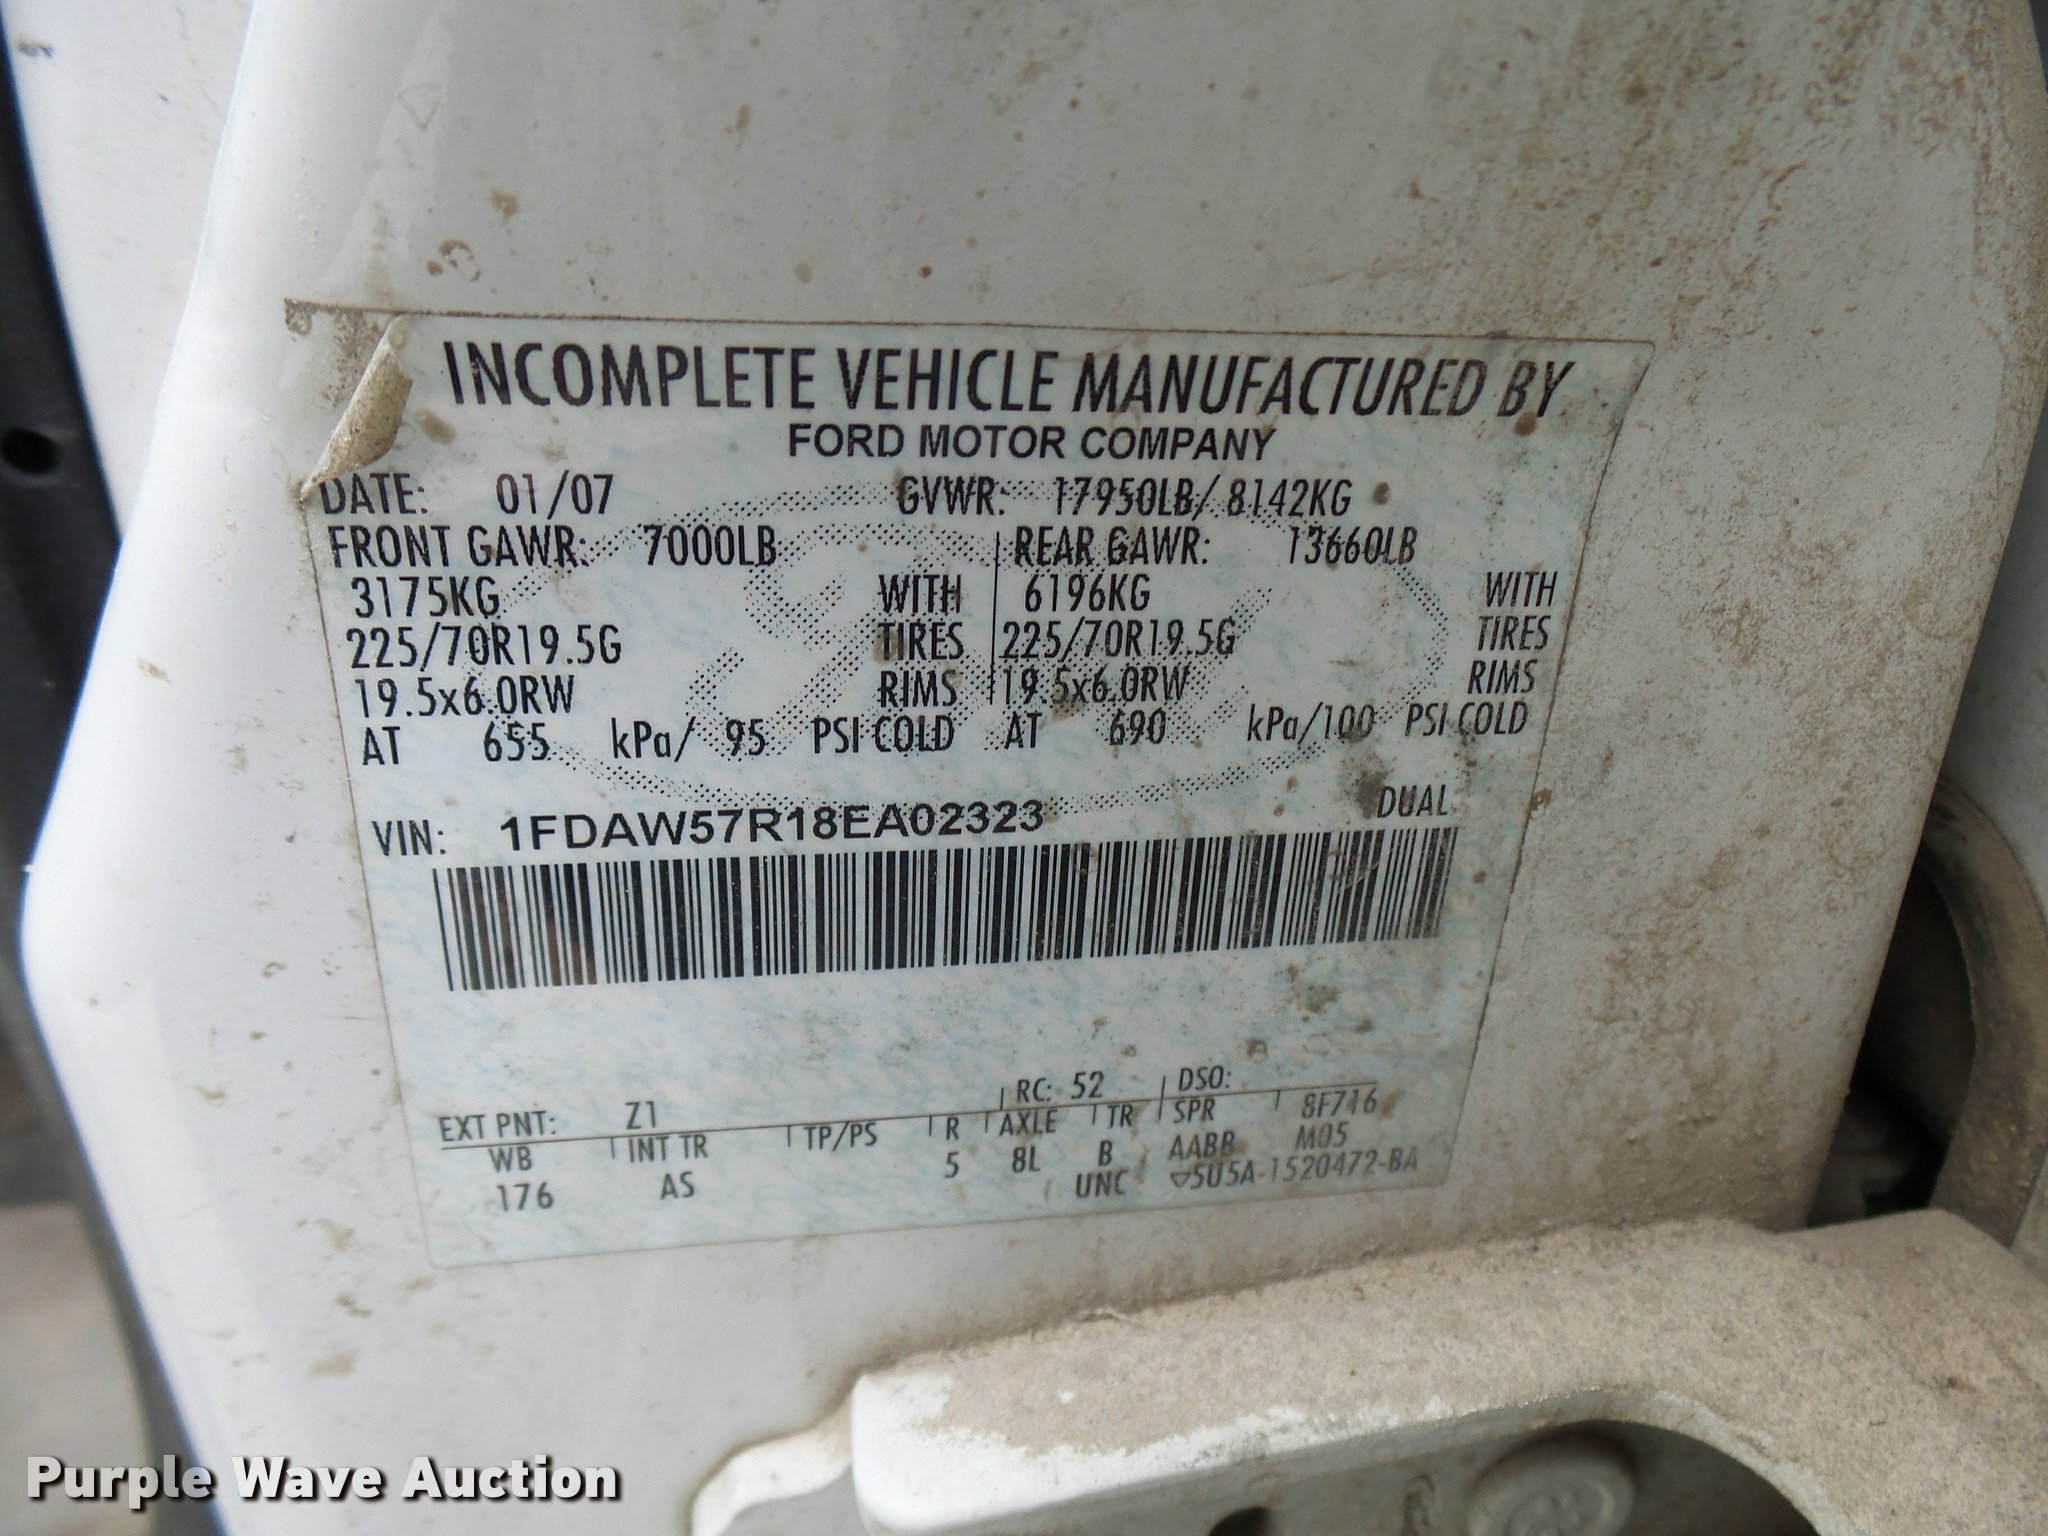 INCOMPLETE VEHICLE MANUFACTURED BY
FORD MOTOR COMPANY
DATE: 01/07 GVWR: 17950LB/ 8142KG
FRONT GAWR: 7000LB REAR GAWR: 13660LB
3175KG WITH 6196KG WITH
225/70R19.5G TIRES 225/70R19.5G TIRES
19.5x6.0RW RIMS 19.5x6.0RW RIMS
AT 655 kPa/ 95 PSI COLD AT 690 kPa/100 PSI COLD
VIN: 1FDAW57R18EA02323 DUAL
EXT PNT: Z1 RC: 52 DSO:
WB INT TR TP/PS R AXLE TR SPR 8F716
176 AS 5 8L B AABB M05
UNC 5U5A-1520472-BA
Purple Wave Auction